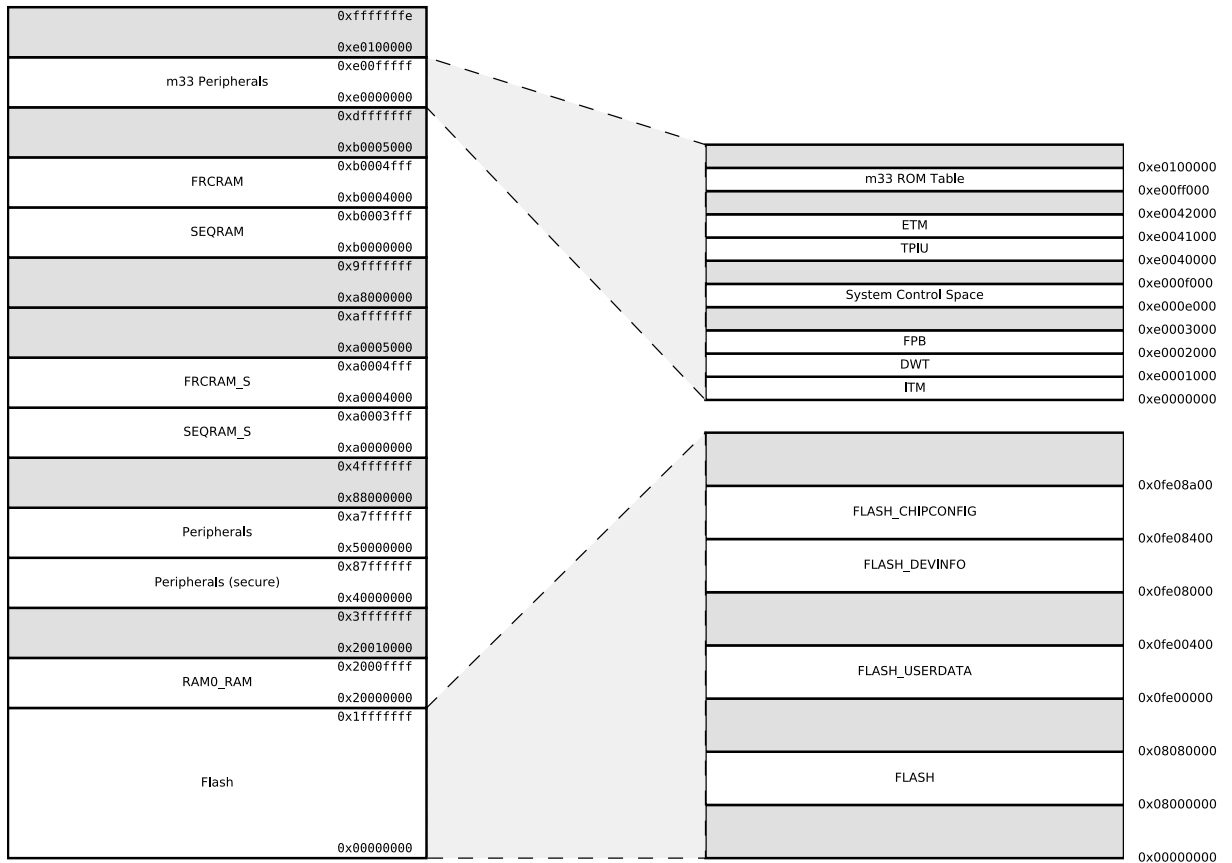 0xfffffffe
0xe0100000
0xe00fffff
m33 Peripherals
0xe0000000
0xdfffffff
0xb0005000
0xb0004fff
FRCRAM
0xb0004000
0xb0003fff
SEQRAM
0xb0000000
0x9fffffff
0xa8000000
0xafffffff
0xa0005000
0xa0004fff
FRCRAM_S
0xa0004000
0xa0003fff
SEQRAM_S
0xa0000000
0x4fffffff
0x88000000
0xa7ffffff
Peripherals
0x50000000
0x87ffffff
Peripherals (secure)
0x40000000
0x3fffffff
0x20010000
0x2000ffff
RAM0_RAM
0x20000000
0x1fffffff
Flash
0x00000000
0xe0100000
m33 ROM Table
0xe00ff000
0xe0042000
ETM
0xe0041000
TPIU
0xe0040000
0xe000f000
System Control Space
0xe000e000
0xe0003000
FPB
0xe0002000
DWT
0xe0001000
ITM
0xe0000000
0x0fe08a00
FLASH_CHIPCONFIG
0x0fe08400
FLASH_DEVINFO
0x0fe08000
0x0fe00400
FLASH_USERDATA
0x0fe00000
0x08080000
FLASH
0x08000000
0x00000000